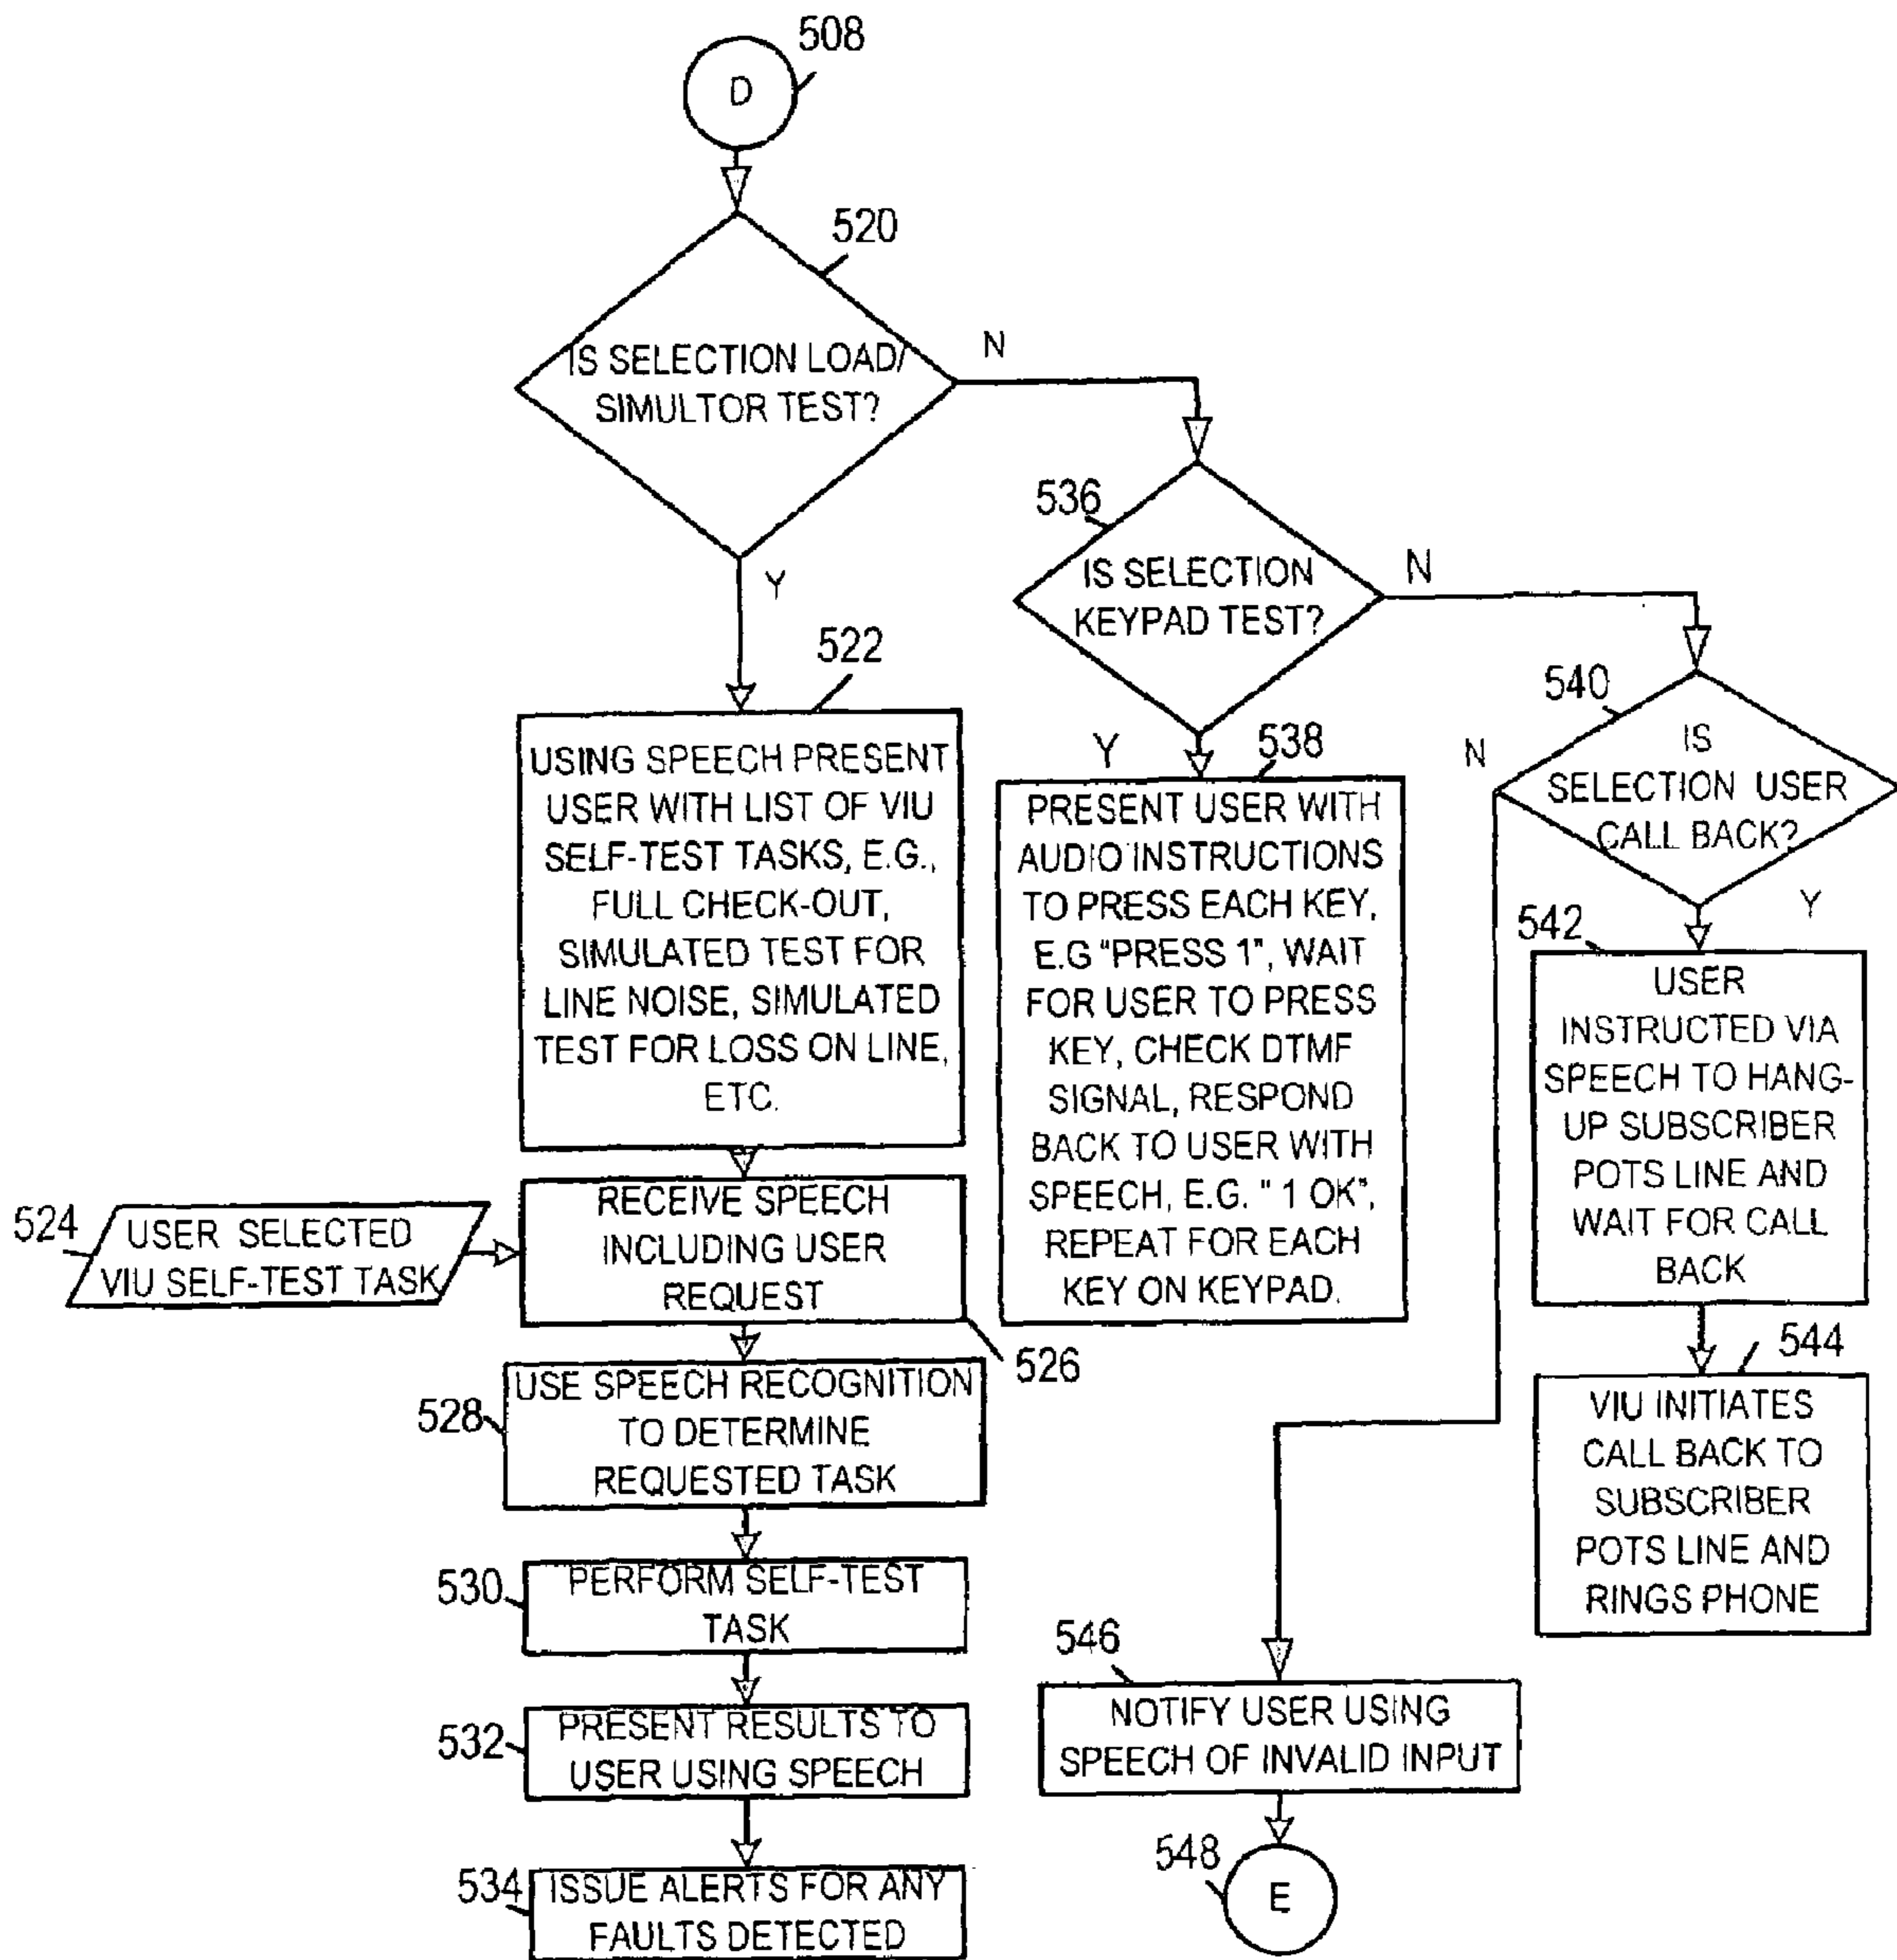 508
D
520
IS SELECTION LOAD/
SIMULTOR TEST?
N
Y
536
IS SELECTION
KEYPAD TEST?
N
Y
540
IS
SELECTION USER
CALL BACK?
N
Y
522
USING SPEECH PRESENT
USER WITH LIST OF VIU
SELF-TEST TASKS, E.G.,
FULL CHECK-OUT,
SIMULATED TEST FOR
LINE NOISE, SIMULATED
TEST FOR LOSS ON LINE,
ETC.
538
PRESENT USER WITH
AUDIO INSTRUCTIONS
TO PRESS EACH KEY,
E.G "PRESS 1", WAIT
FOR USER TO PRESS
KEY, CHECK DTMF
SIGNAL, RESPOND
BACK TO USER WITH
SPEECH, E.G. " 1 OK",
REPEAT FOR EACH
KEY ON KEYPAD.
542
USER
INSTRUCTED VIA
SPEECH TO HANG-
UP SUBSCRIBER
POTS LINE AND
WAIT FOR CALL
BACK
524
USER SELECTED
VIU SELF-TEST TASK
RECEIVE SPEECH
INCLUDING USER
REQUEST
526
528
USE SPEECH RECOGNITION
TO DETERMINE
REQUESTED TASK
544
VIU INITIATES
CALL BACK TO
SUBSCRIBER
POTS LINE AND
RINGS PHONE
530
PERFORM SELF-TEST
TASK
532
PRESENT RESULTS TO
USER USING SPEECH
534
ISSUE ALERTS FOR ANY
FAULTS DETECTED
546
NOTIFY USER USING
SPEECH OF INVALID INPUT
548
E